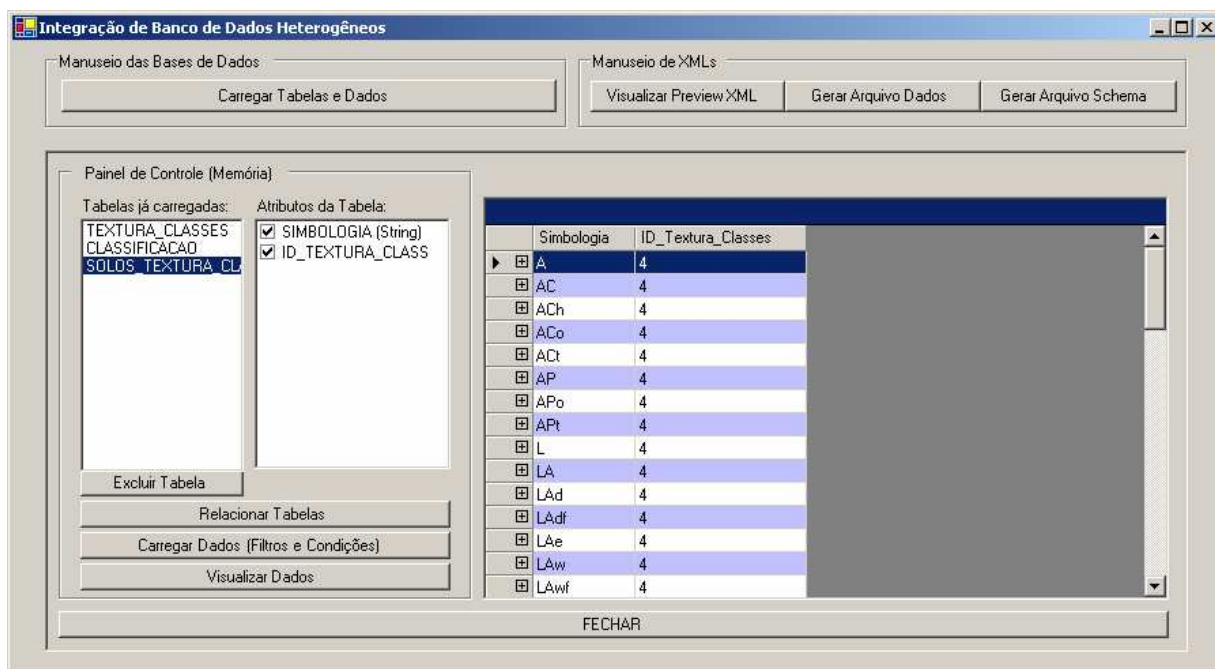 Integração de Banco de Dados Heterogêneos
Manuseio das Bases de Dados
Carregar Tabelas e Dados
Manuseio de XMLs
Visualizar Preview XML
Gerar Arquivo Dados
Gerar Arquivo Schema
Painel de Controle (Memória)
Tabelas já carregadas:
TEXTURA_CLASSES
CLASSIFICACAO
SOLOS_TEXTURA_CL
Atributos da Tabela:
SIMBOLOGIA (String)
ID_TEXTURA_CLASS
Excluir Tabela
Relacionar Tabelas
Carregar Dados (Filtros e Condições)
Visualizar Dados
Simbologia ID_Textura_Classes
A 4
AC 4
ACh 4
ACo 4
ACt 4
AP 4
APo 4
APt 4
L 4
LA 4
LAd 4
LAdf 4
LAe 4
LAw 4
LAwf 4
FECHAR